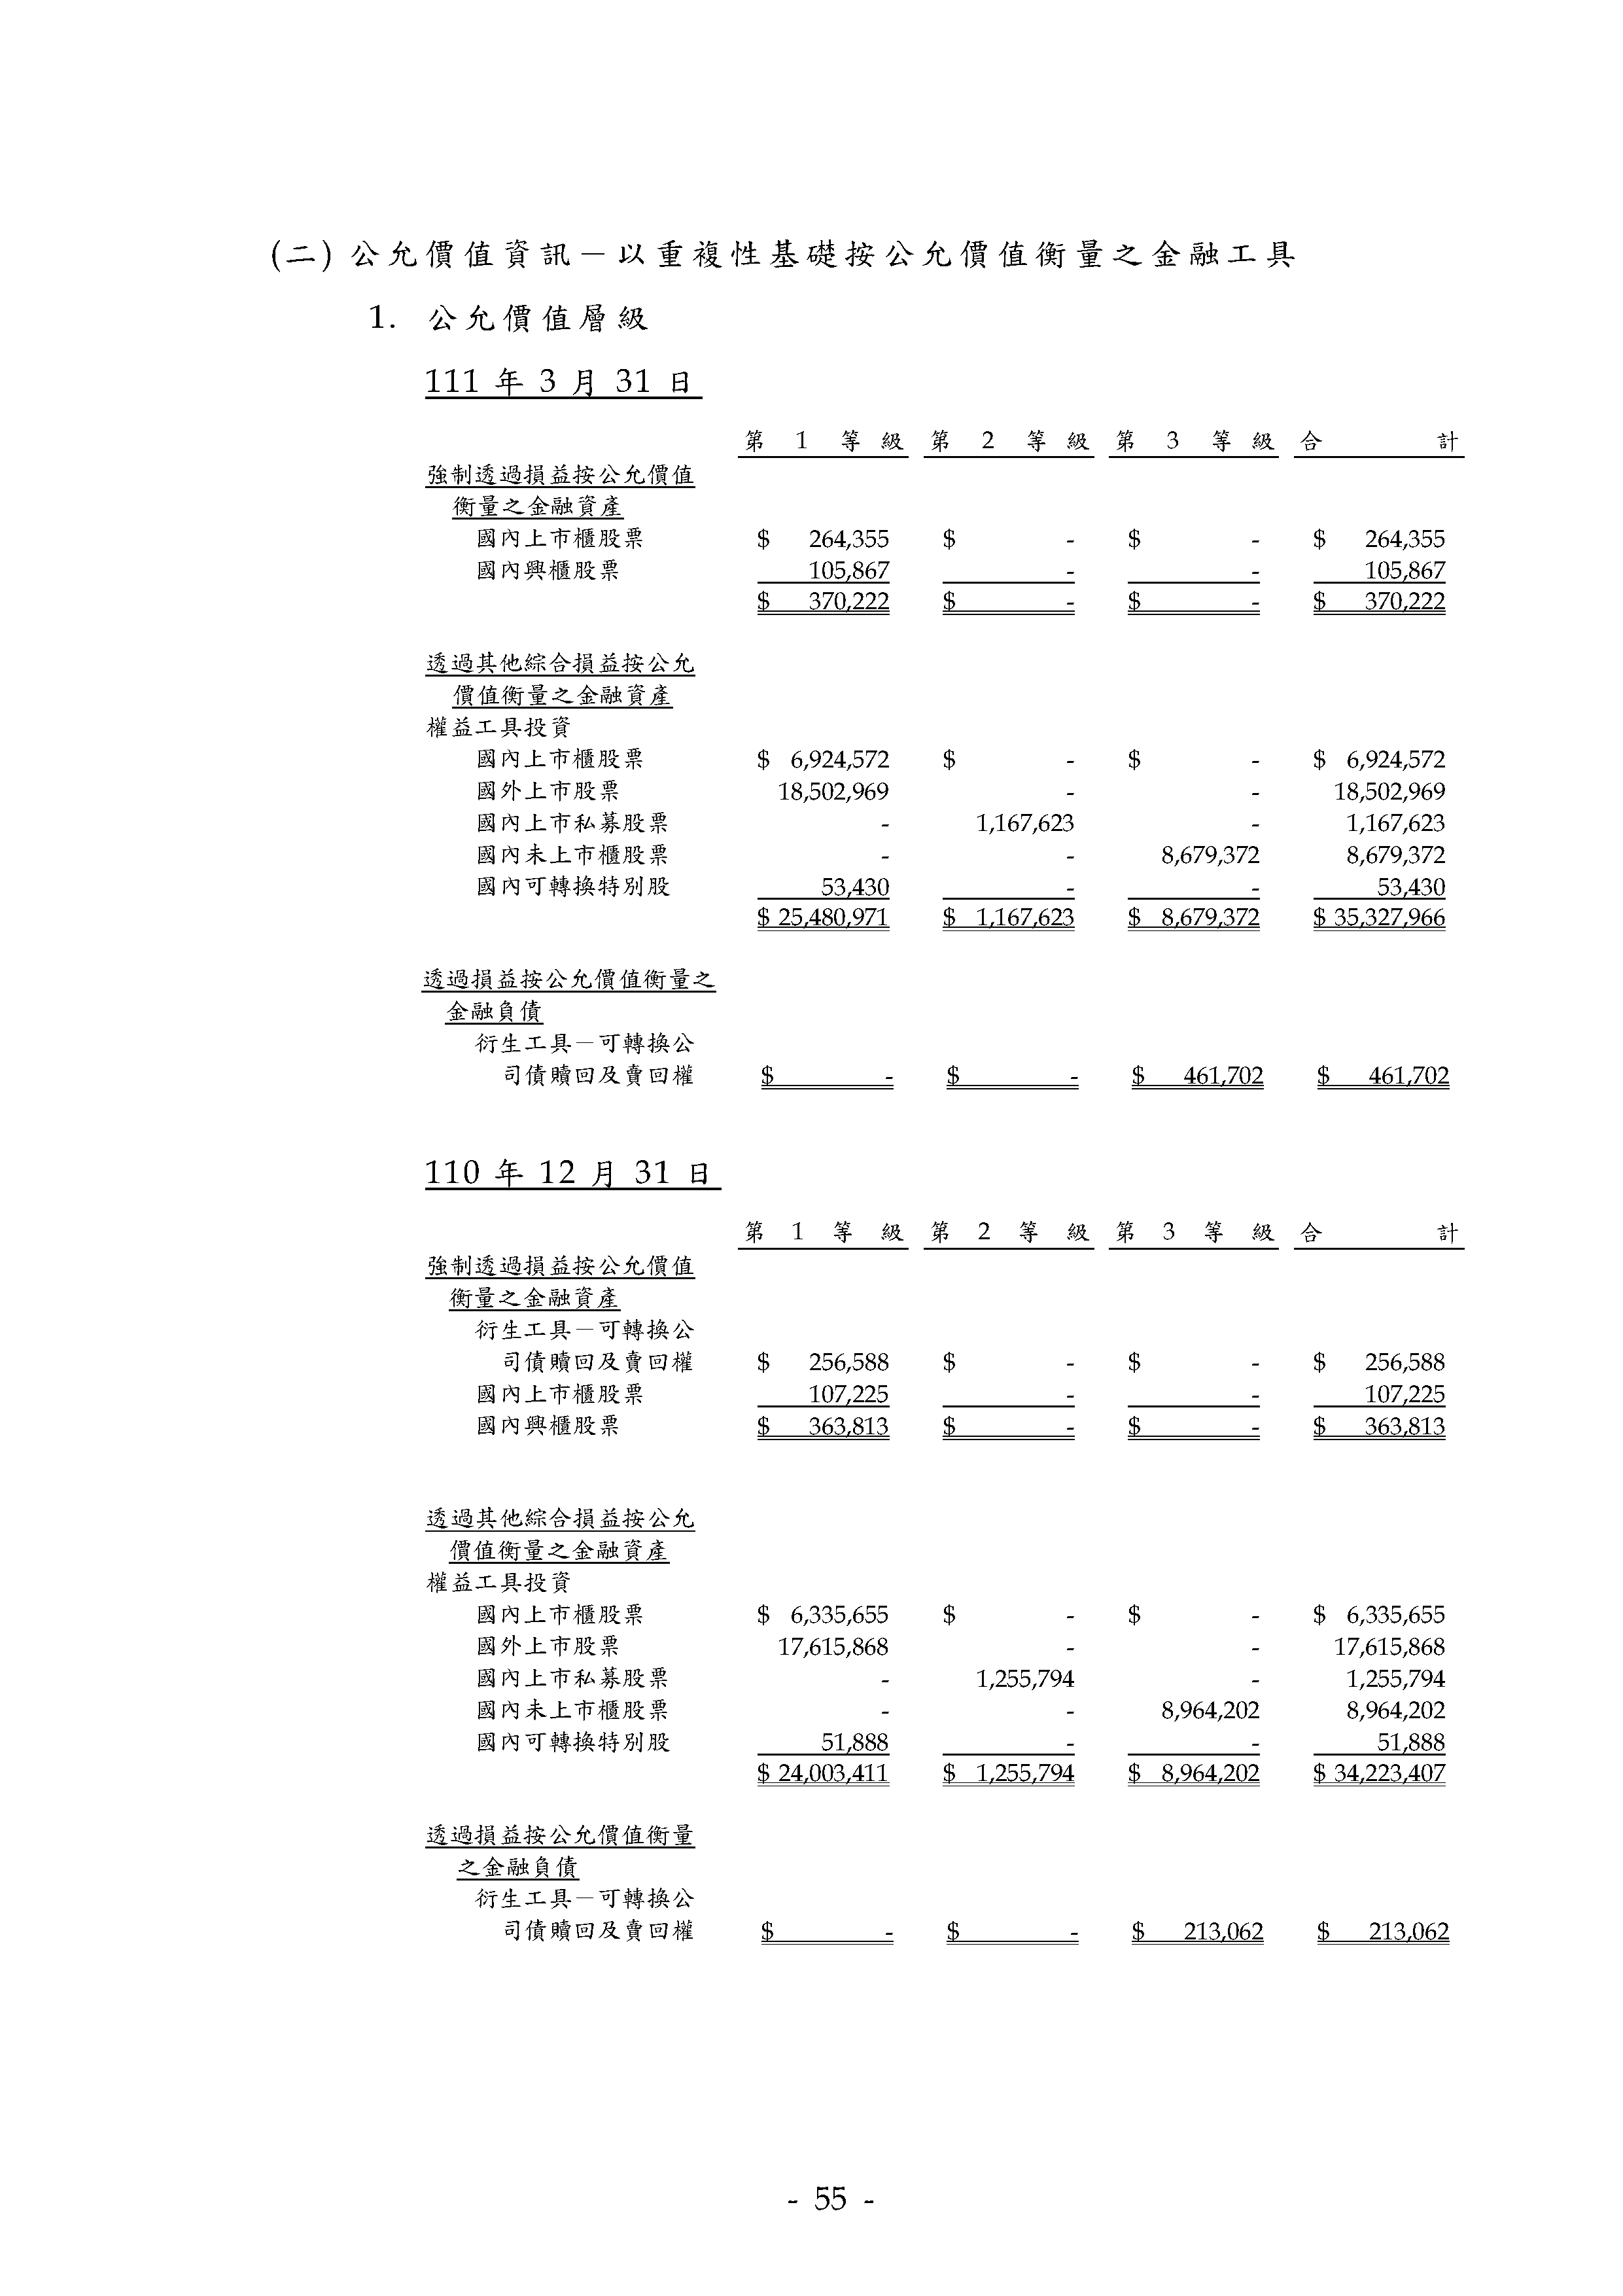 (二) 公允價值資訊－以重複性基礎按公允價值衡量之金融工具
1. 公允價值層級
111 年 3 月 31 日
第 1 等 級 第 2 等 級 第 3 等 級 合 計
強制透過損益按公允價值
衡量之金融資產
國內上市櫃股票 $ 264,355 $ - $ - $ 264,355
國內興櫃股票 105,867 - - 105,867
$ 370,222 $ - $ - $ 370,222
透過其他綜合損益按公允
價值衡量之金融資產
權益工具投資
國內上市櫃股票 $ 6,924,572 $ - $ - $ 6,924,572
國外上市股票 18,502,969 - - 18,502,969
國內上市私募股票 - 1,167,623 - 1,167,623
國內未上市櫃股票 - - 8,679,372 8,679,372
國內可轉換特別股 53,430 - - 53,430
$ 25,480,971 $ 1,167,623 $ 8,679,372 $ 35,327,966
透過損益按公允價值衡量之
金融負債
衍生工具－可轉換公
司債贖回及賣回權 $ - $ - $ 461,702 $ 461,702
110 年 12 月 31 日
第 1 等 級 第 2 等 級 第 3 等 級 合 計
強制透過損益按公允價值
衡量之金融資產
衍生工具－可轉換公
司債贖回及賣回權 $ 256,588 $ - $ - $ 256,588
國內上市櫃股票 107,225 - - 107,225
國內興櫃股票 $ 363,813 $ - $ - $ 363,813
透過其他綜合損益按公允
價值衡量之金融資產
權益工具投資
國內上市櫃股票 $ 6,335,655 $ - $ - $ 6,335,655
國外上市股票 17,615,868 - - 17,615,868
國內上市私募股票 - 1,255,794 - 1,255,794
國內未上市櫃股票 - - 8,964,202 8,964,202
國內可轉換特別股 51,888 - - 51,888
$ 24,003,411 $ 1,255,794 $ 8,964,202 $ 34,223,407
透過損益按公允價值衡量
之金融負債
衍生工具－可轉換公
司債贖回及賣回權 $ - $ - $ 213,062 $ 213,062
- 55 -